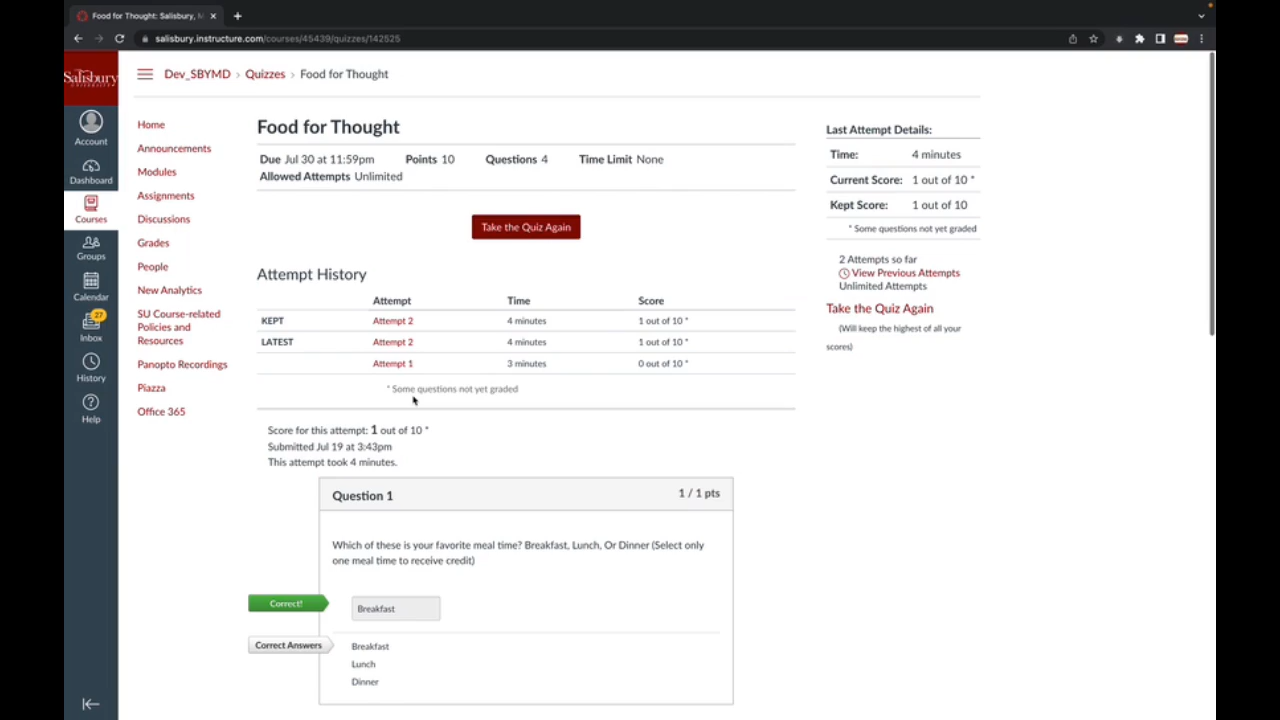 Food for Thought: Salisbury, M
salisbury.instructure.com/courses/45439/quizzes/142525
Salisbury
UNIVERSITY
Account
Dashboard
Courses
Groups
Calendar
27
Inbox
History
Help
Dev_SBYMD › Quizzes › Food for Thought
Home
Announcements
Modules
Assignments
Discussions
Grades
People
New Analytics
SU Course-related
Policies and
Resources
Panopto Recordings
Piazza
Office 365
Food for Thought
Due Jul 30 at 11:59pm Points 10 Questions 4 Time Limit None
Allowed Attempts Unlimited
Take the Quiz Again
Attempt History
Attempt Time Score
KEPT Attempt 2 4 minutes 1 out of 10 *
LATEST Attempt 2 4 minutes 1 out of 10 *
Attempt 1 3 minutes 0 out of 10 *
* Some questions not yet graded
Score for this attempt: 1 out of 10 *
Submitted Jul 19 at 3:43pm
This attempt took 4 minutes.
Question 1 1 / 1 pts
Which of these is your favorite meal time? Breakfast, Lunch, Or Dinner (Select only
one meal time to receive credit)
Correct! Breakfast
Correct Answers Breakfast
Lunch
Dinner
Last Attempt Details:
Time: 4 minutes
Current Score: 1 out of 10 *
Kept Score: 1 out of 10
* Some questions not yet graded
2 Attempts so far
View Previous Attempts
Unlimited Attempts
Take the Quiz Again
(Will keep the highest of all your
scores)